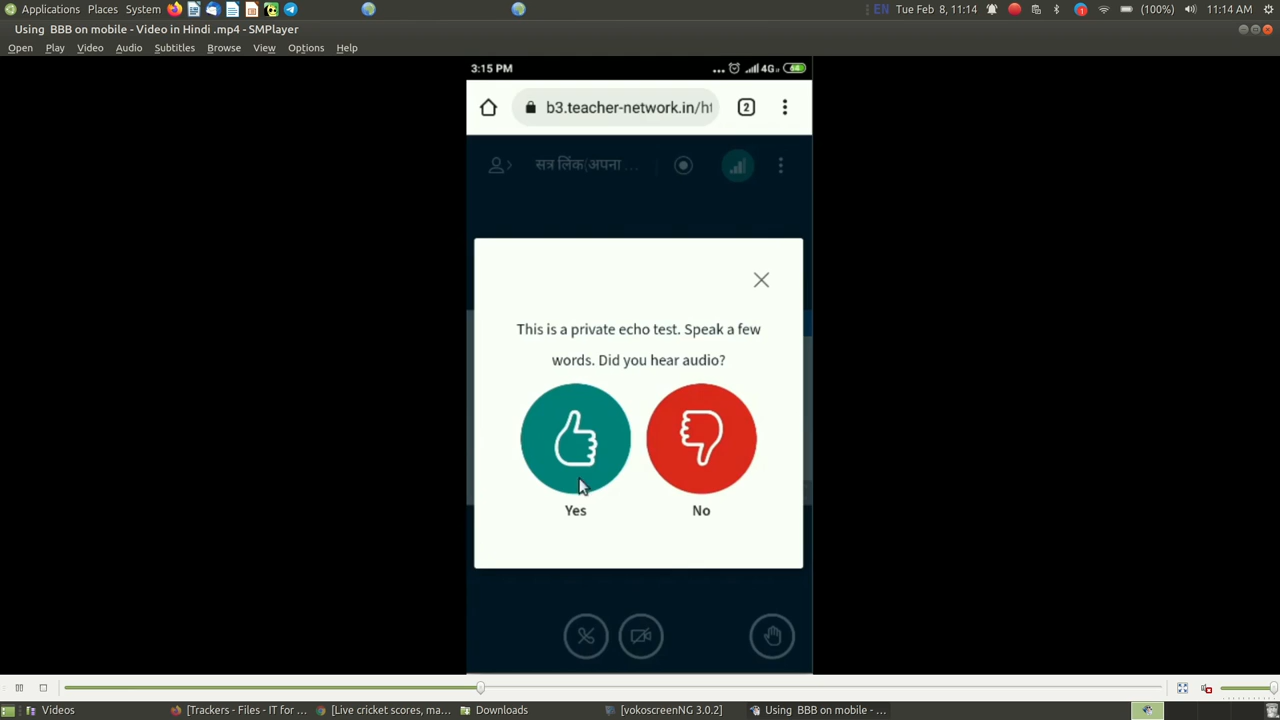 Applications Places System EN Tue Feb 8, 11:14 (100%) 11:14 AM
Using BBB on mobile - Video in Hindi .mp4 - SMPlayer
Open Play Video Audio Subtitles Browse View Options Help
3:15 PM 4G 64
b3.teacher-network.in/ht 2
सत्र लिंक(अपना ...
This is a private echo test. Speak a few
words. Did you hear audio?
Yes No
Videos [Trackers - Files - IT for ... [Live cricket scores, ma... Downloads [vokoscreenNG 3.0.2] Using BBB on mobile - ...